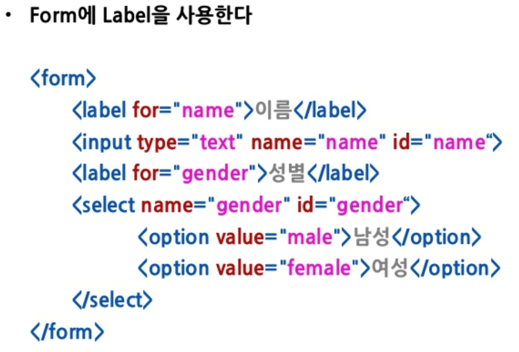 • Form에 Label을 사용한다
<form>
<label for="name">이름</label>
<input type="text" name="name" id="name“>
<label for="gender">성별</label>
<select name="gender" id="gender“>
<option value="male">남성</option>
<option value="female">여성</option>
</select>
</form>